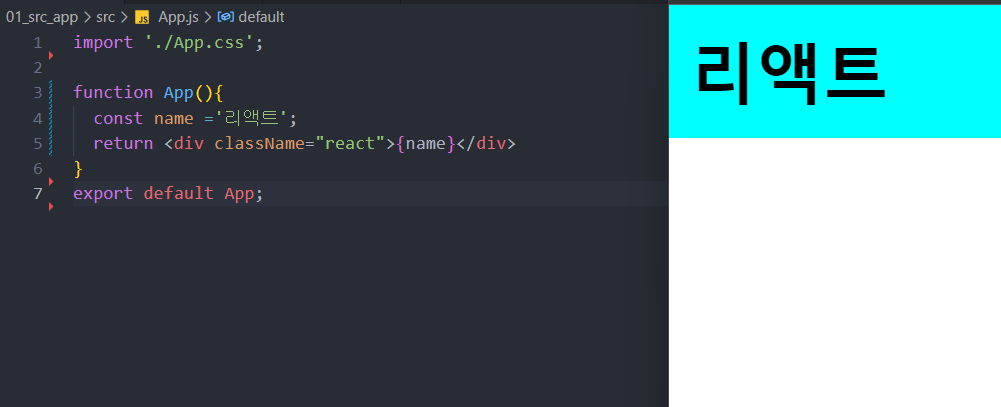 01_src_app > src > JS App.js > default
1 import './App.css';
2
3 function App(){
4 const name ='리액트';
5 return <div className="react">{name}</div>
6 }
7 export default App;
리액트